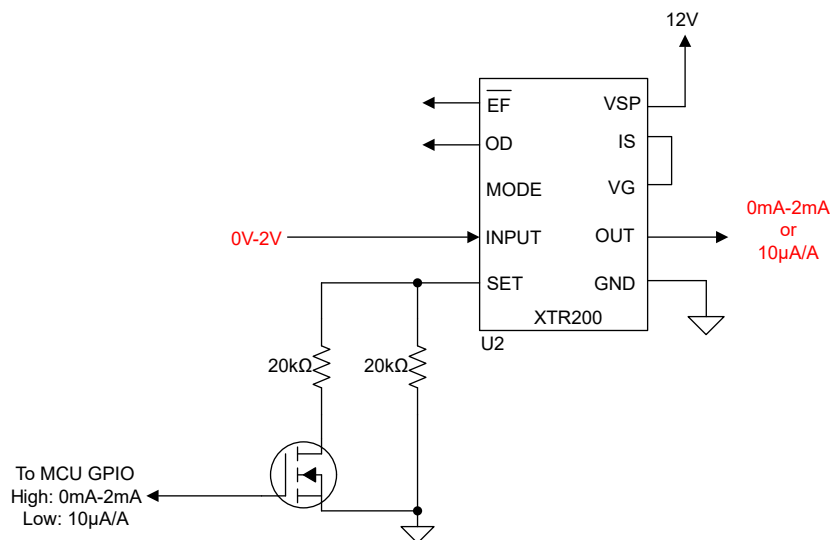 12V
EF
VSP
OD
IS
MODE
VG
0V-2V
INPUT
OUT
0mA-2mA
or
10µA/A
SET
GND
XTR200
U2
20kΩ
20kΩ
To MCU GPIO
High: 0mA-2mA
Low: 10µA/A